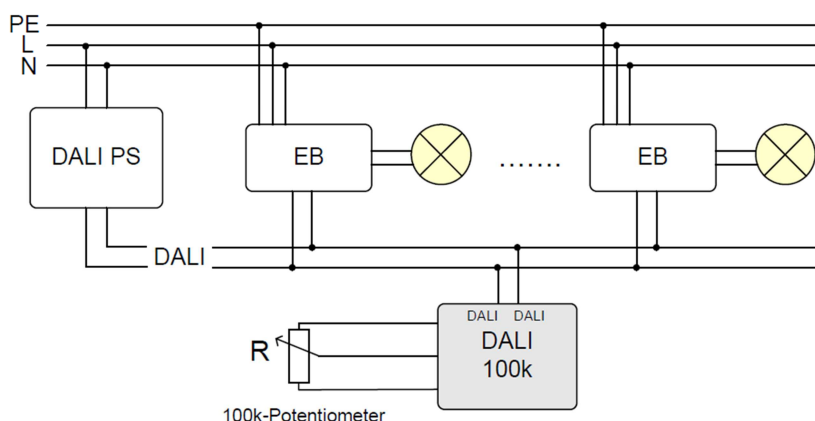 PE
L
N
DALI PS
EB
.......
EB
DALI
DALI DALI
DALI
100k
R
100k-Potentiometer